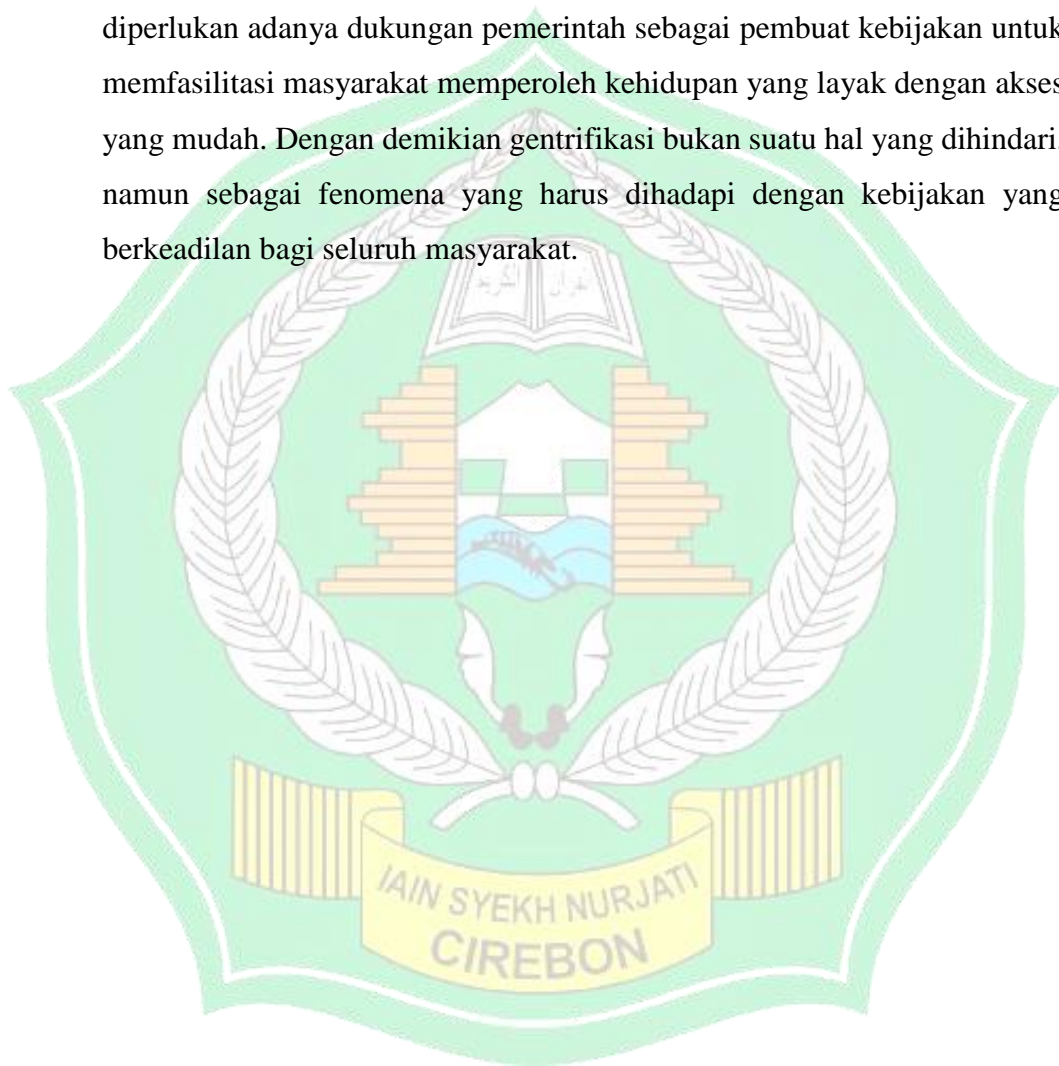 diperlukan adanya dukungan pemerintah sebagai pembuat kebijakan untuk
memfasilitasi masyarakat memperoleh kehidupan yang layak dengan akses
yang mudah. Dengan demikian gentrifikasi bukan suatu hal yang dihindari.
namun sebagai fenomena yang harus dihadapi dengan kebijakan yang
berkeadilan bagi seluruh masyarakat.
IAIN SYEKH NURJATI
CIREBON